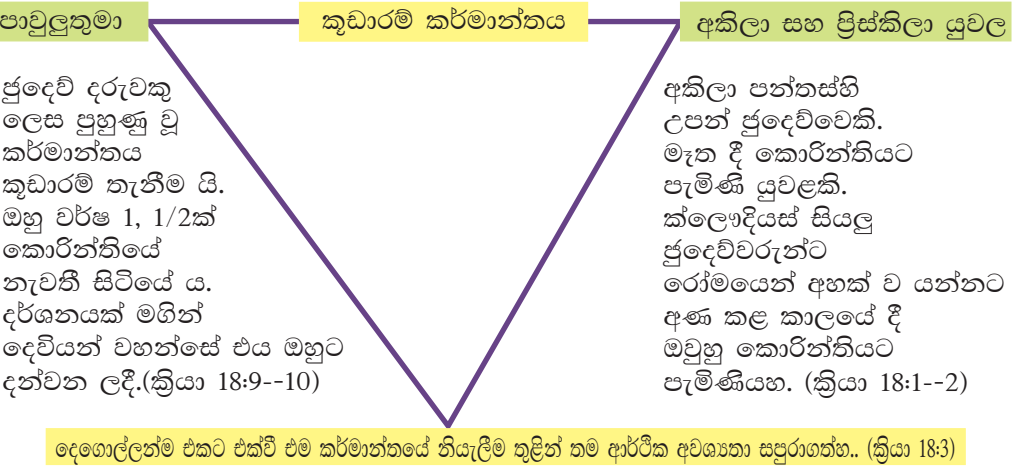 පාවුලුතුමා
කූඩාරම් කර්මාන්තය
අකිලා සහ ප්‍රිස්කිලා යුවල
ජුදෙව් දරුවකු
ලෙස පුහුණු වූ
කර්මාන්තය
කූඩාරම් තැනීම යි.
ඔහු වර්ෂ 1, 1/2ක්
කොරින්තියේ
නැවතී සිටියේ ය.
දර්ශනයක් මගින්
දෙවියන් වහන්සේ එය ඔහුට
දන්වන ලදී.(ක්‍රියා 18:9--10)
අකිලා පන්තස්හි
උපන් ජුදෙව්වෙකි.
මෑත දී කොරින්තියට
පැමිණි යුවළකි.
ක්ලෞදියස් සියලු
ජුදෙව්වරුන්ට
රෝමයෙන් අහක් ව යන්නට
අණ කළ කාලයේ දී
ඔවුහු කොරින්තියට
පැමිණියහ. (ක්‍රියා 18:1--2)
දෙගොල්ලන්ම එකට එක්වී එම කර්මාන්තයේ නියැලීම තුළින් තම ආර්ථික අවශ්‍යතා සපුරාගත්හ.. (ක්‍රියා 18:3)